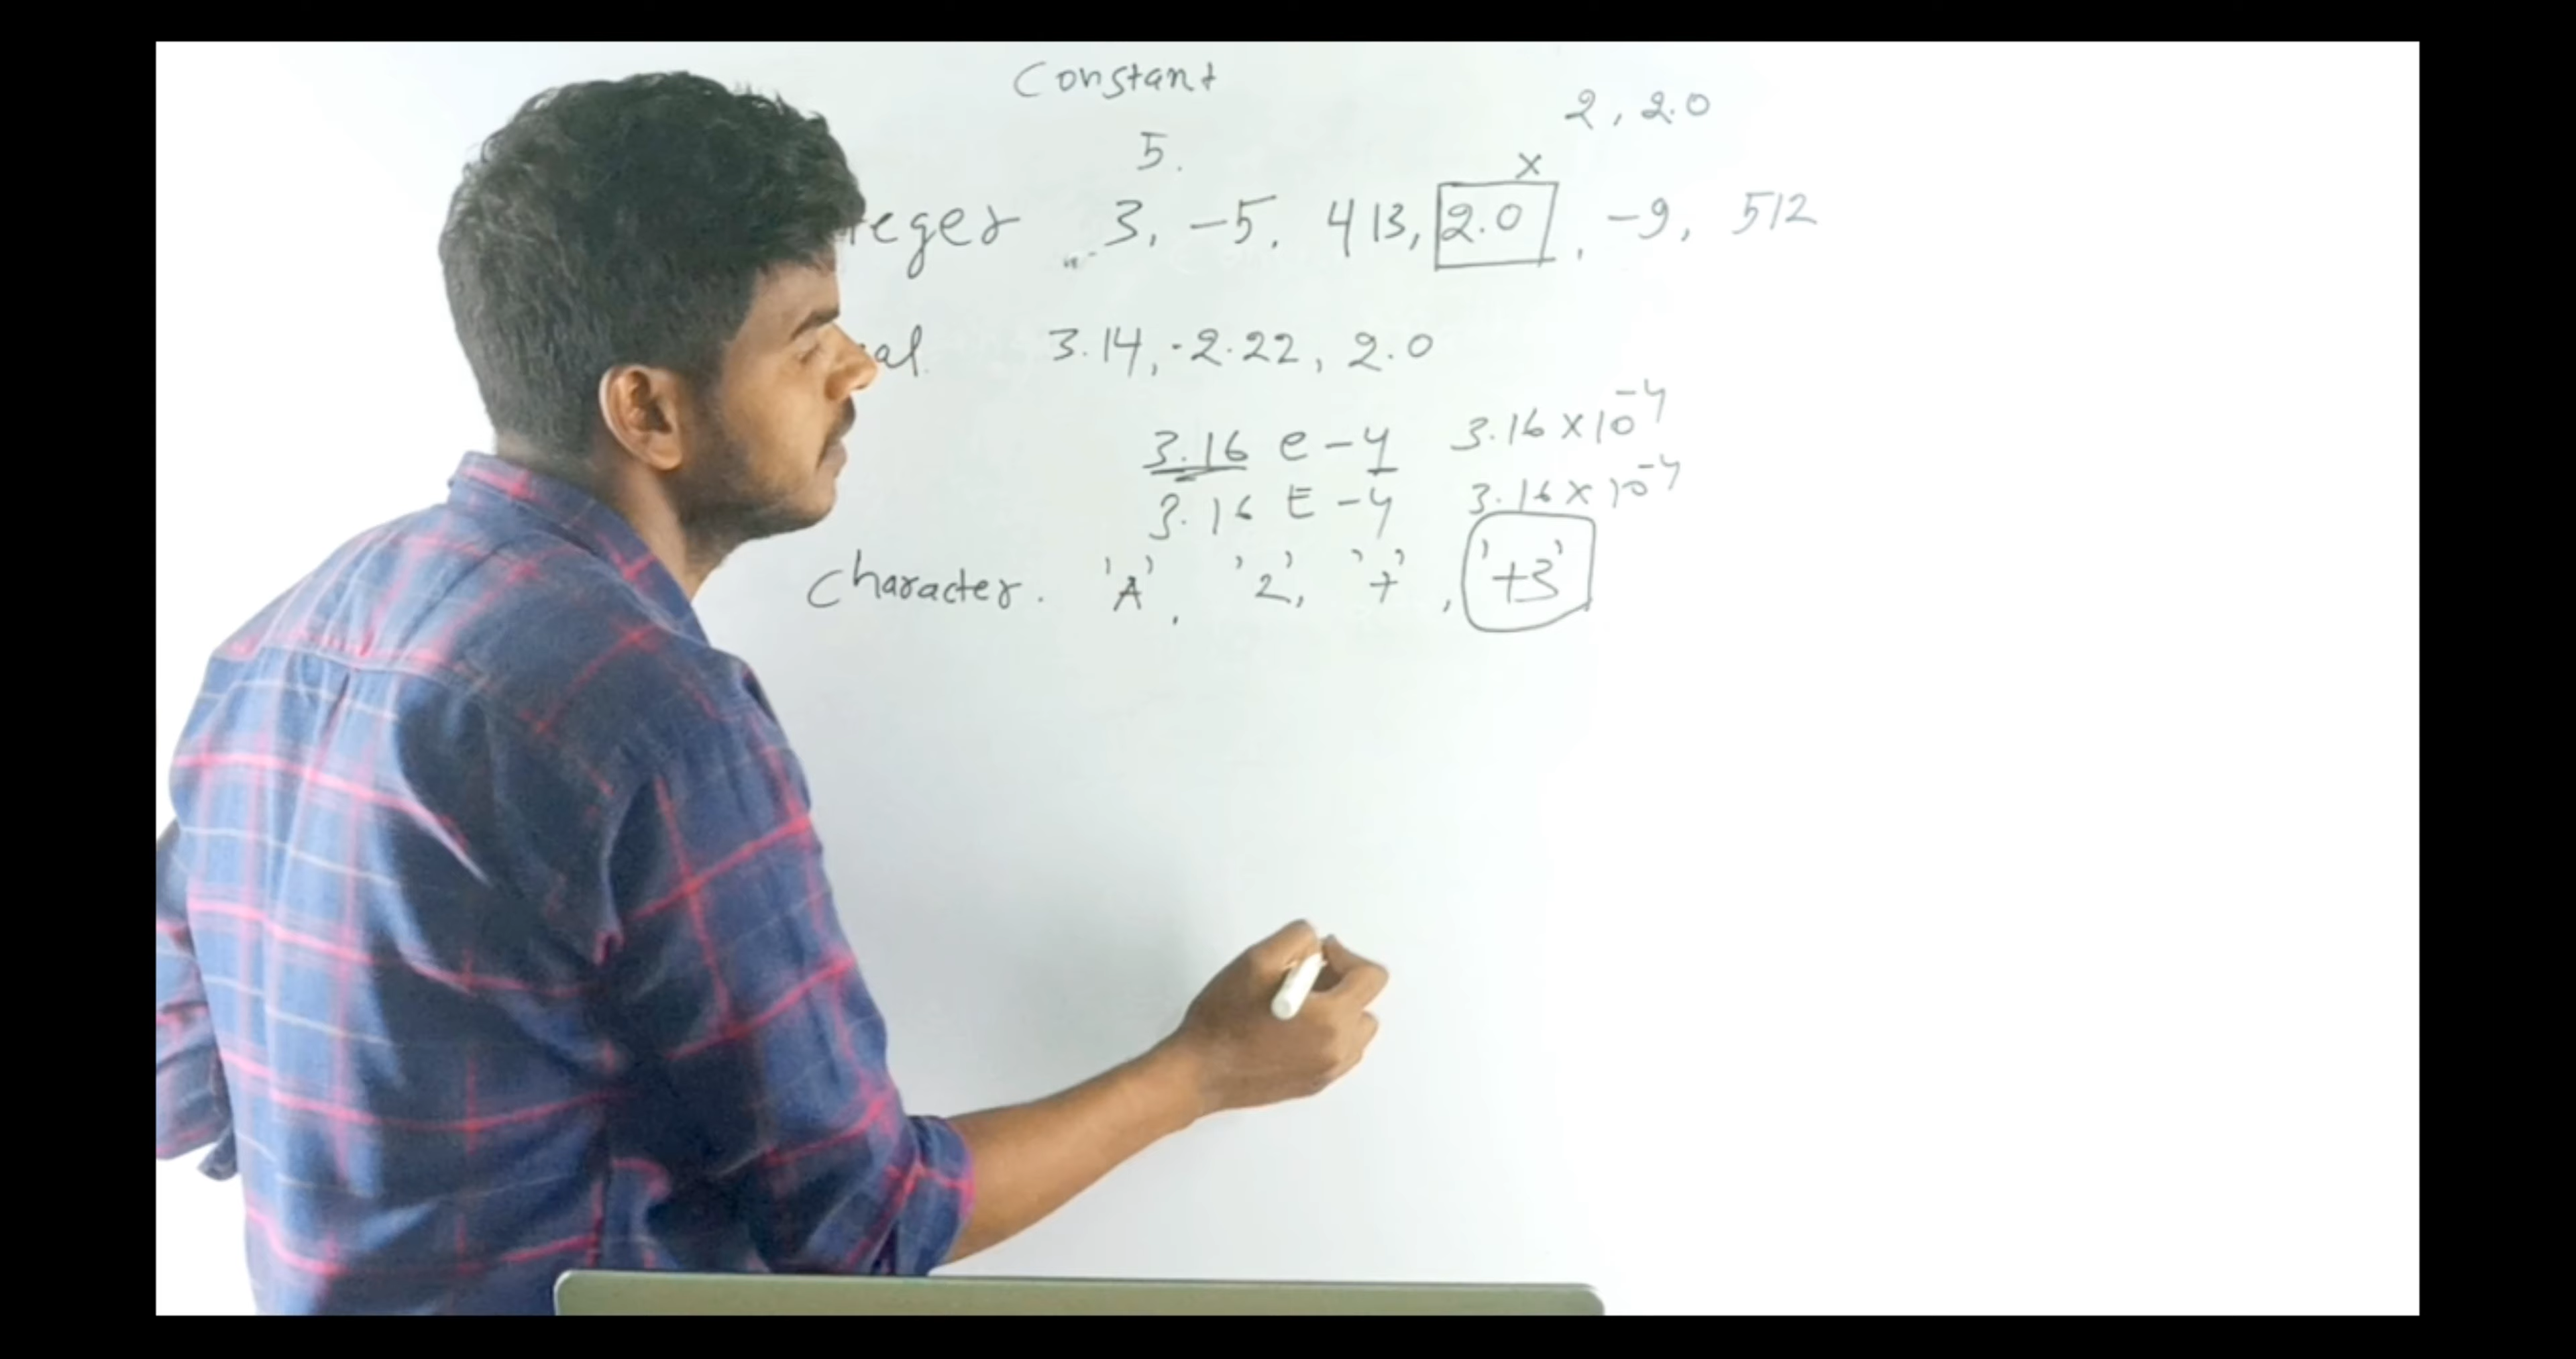 Constant
2, 2.0
5.
x
teger 3, -5, 413, 2.0, -9, 512
al. 3.14, -2.22, 2.0
3.16 e-4 3.16 x 10^-4
3.16 E-4 3.16 x 10^-4
Character. 'A', '2', '+', '+3'